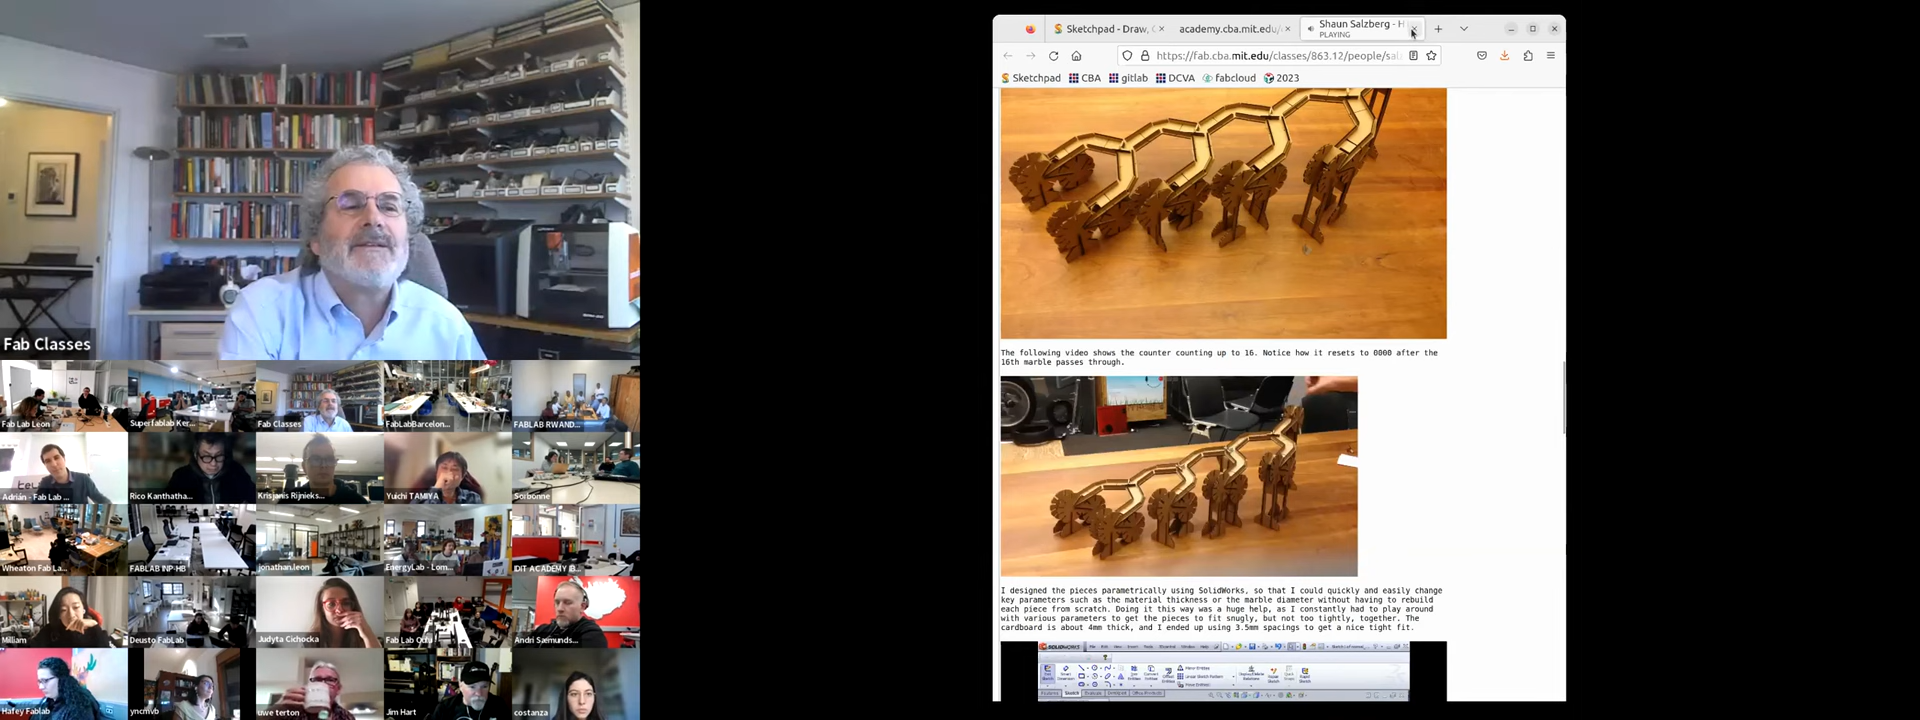 Fab Classes
Fab Lab Leon
Superfablab Ker...
Fab Classes
FabLabBarcelon...
FABLAB RWAND...
Adrián - Fab Lab ...
Rico Kanthatha...
Krisjanis Rijnieks...
Yuichi TAMIYA
Sorbonne
Wheaton Fab La...
FABLAB INP-HB
jonathan.leon
EnergyLab - Lom...
IDIT ACADEMY IB...
Miliam
Deusto FabLab
Judyta Cichocka
Andri Sæmunds...
Hafey Fablab
yncmvb
uwe terton
Jim Hart
costanza
Sketchpad - Draw, C
academy.cba.mit.edu/
Shaun Salzberg - H
PLAYING
https://fab.cba.mit.edu/classes/863.12/people/sal
Sketchpad CBA gitlab DCVA fabcloud 2023
The following video shows the counter counting up to 16. Notice how it resets to 0000 after the
16th marble passes through.
I designed the pieces parametrically using SolidWorks, so that I could quickly and easily change
key parameters such as the material thickness or the marble diameter without having to rebuild
each piece from scratch. Doing it this way was a huge help, as I constantly had to play around
with various parameters to get the pieces to fit snugly, but not too tightly, together. The
cardboard is about 4mm thick, and I ended up using 3.5mm spacings to get a nice tight fit.
SOLIDWORKS